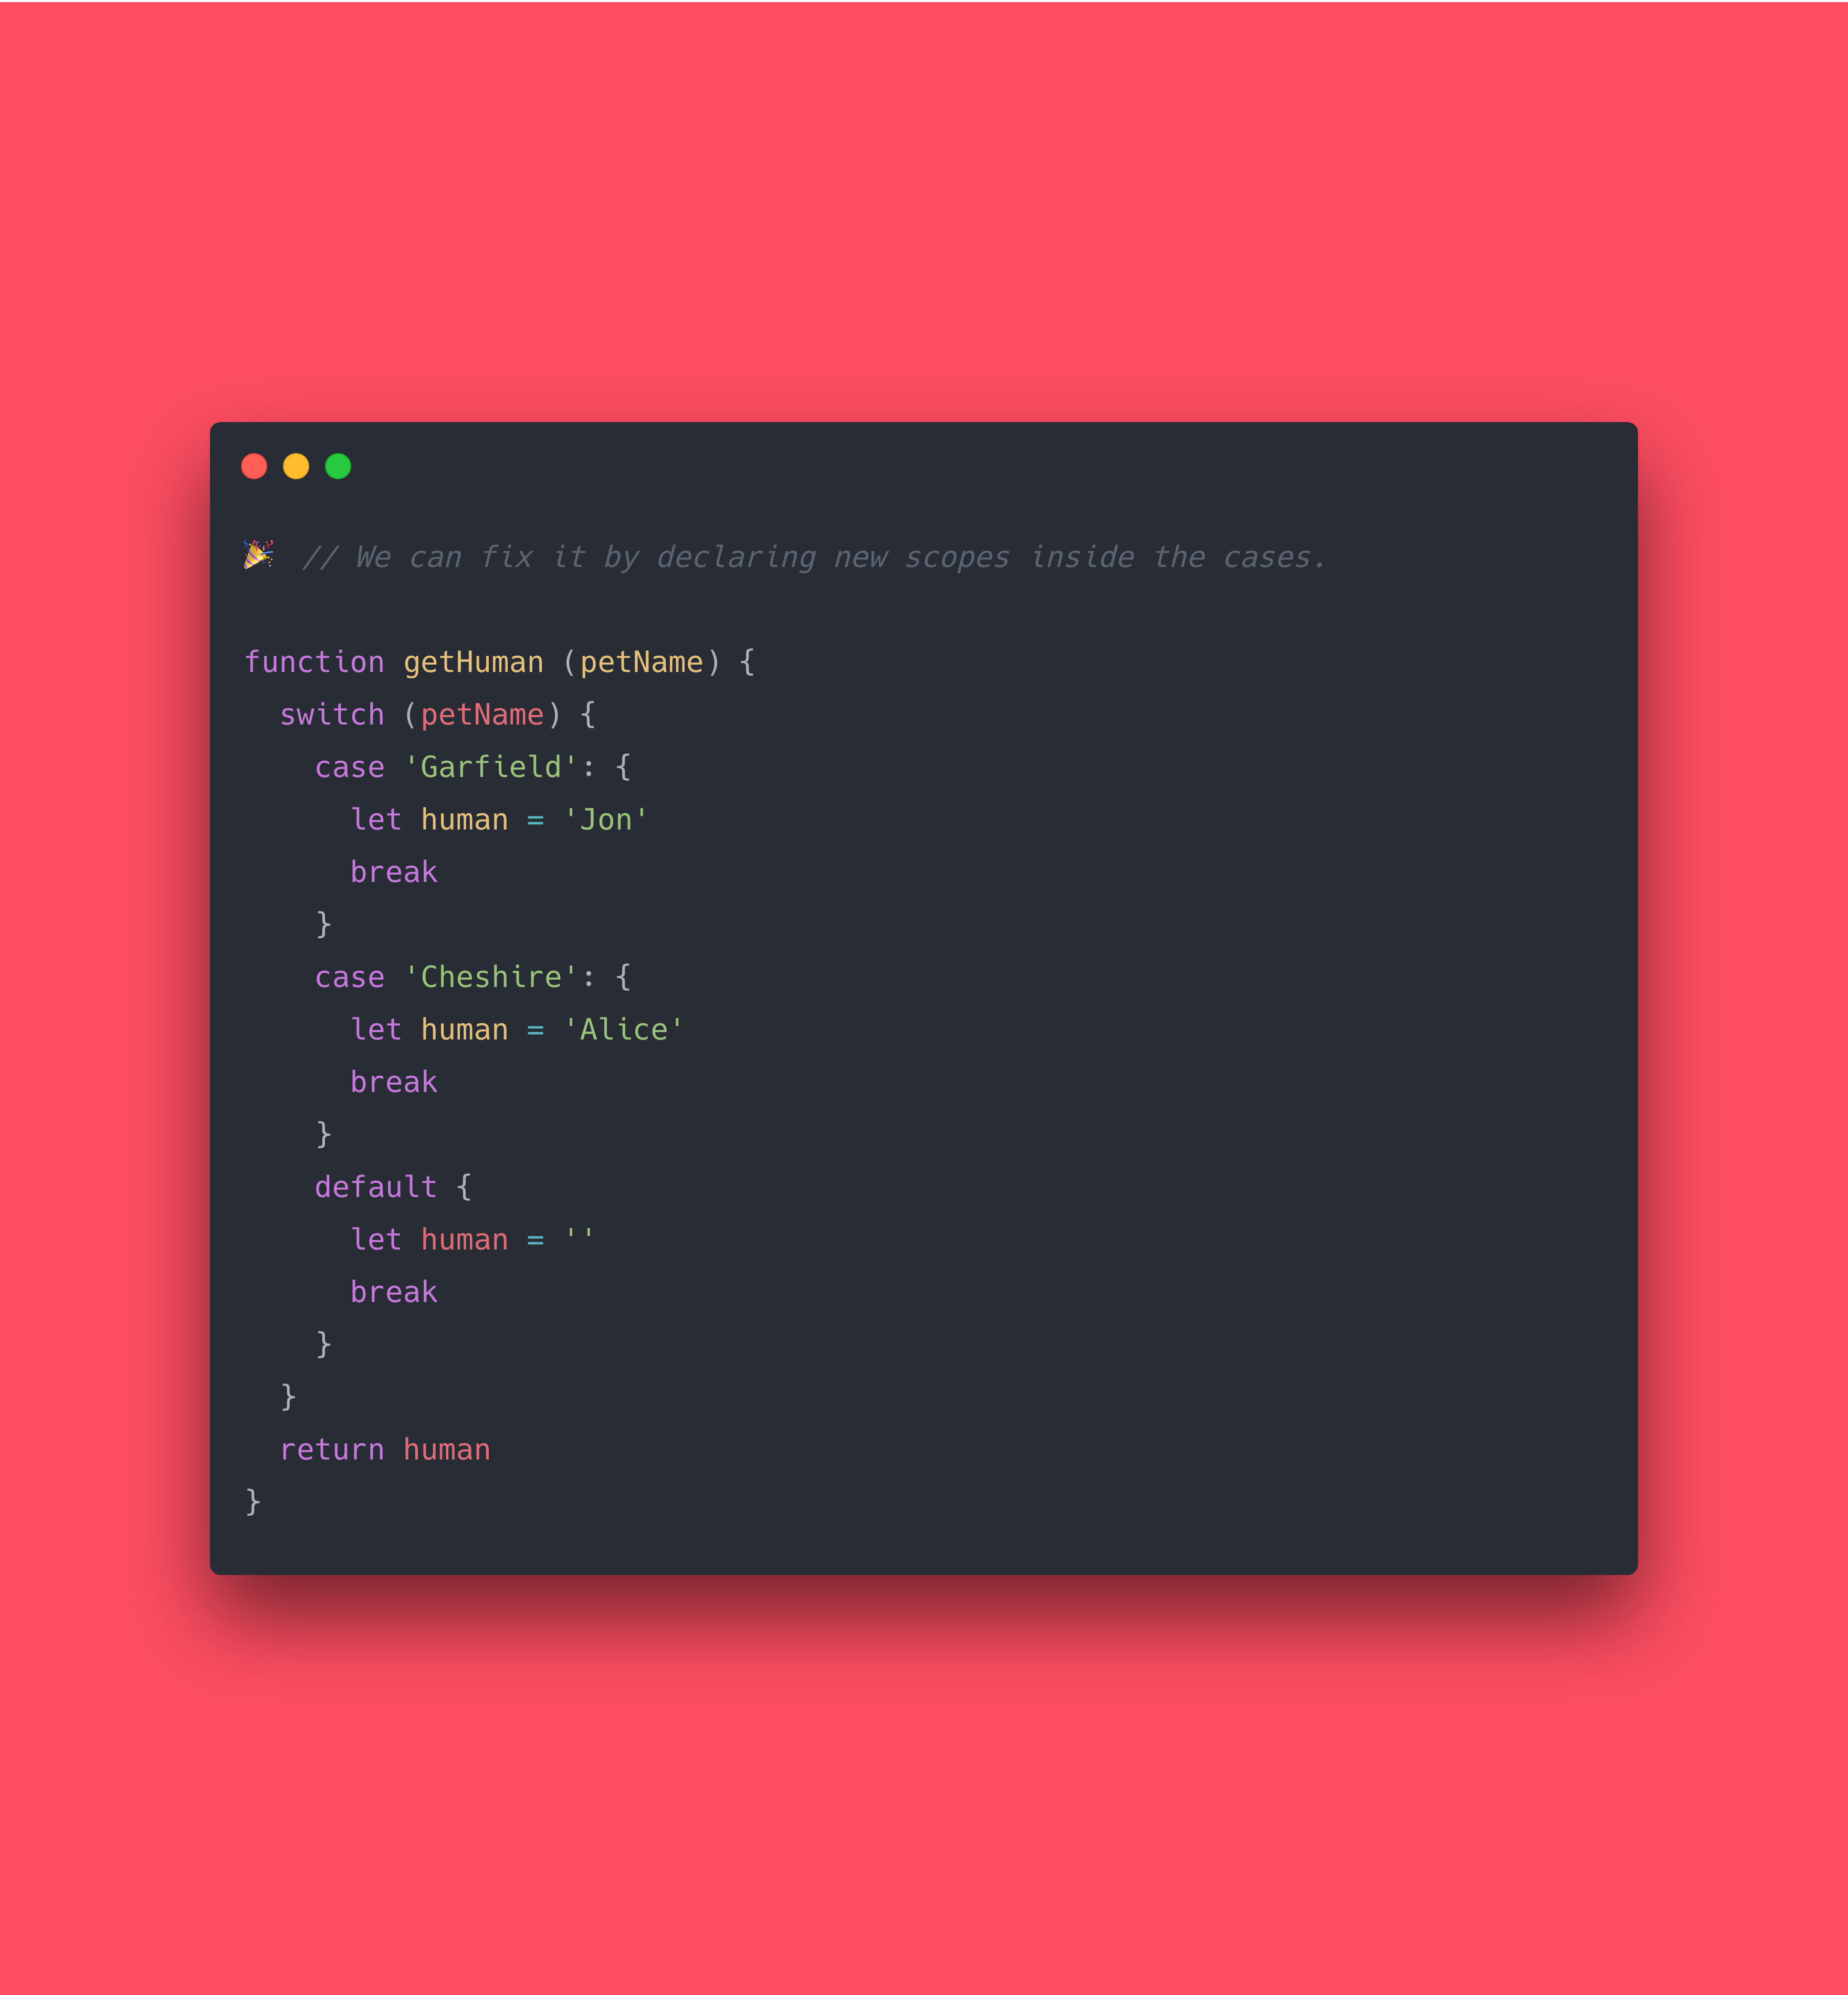 🎉 // We can fix it by declaring new scopes inside the cases.
function getHuman (petName) {
switch (petName) {
case 'Garfield': {
let human = 'Jon'
break
}
case 'Cheshire': {
let human = 'Alice'
break
}
default {
let human = ''
break
}
}
return human
}